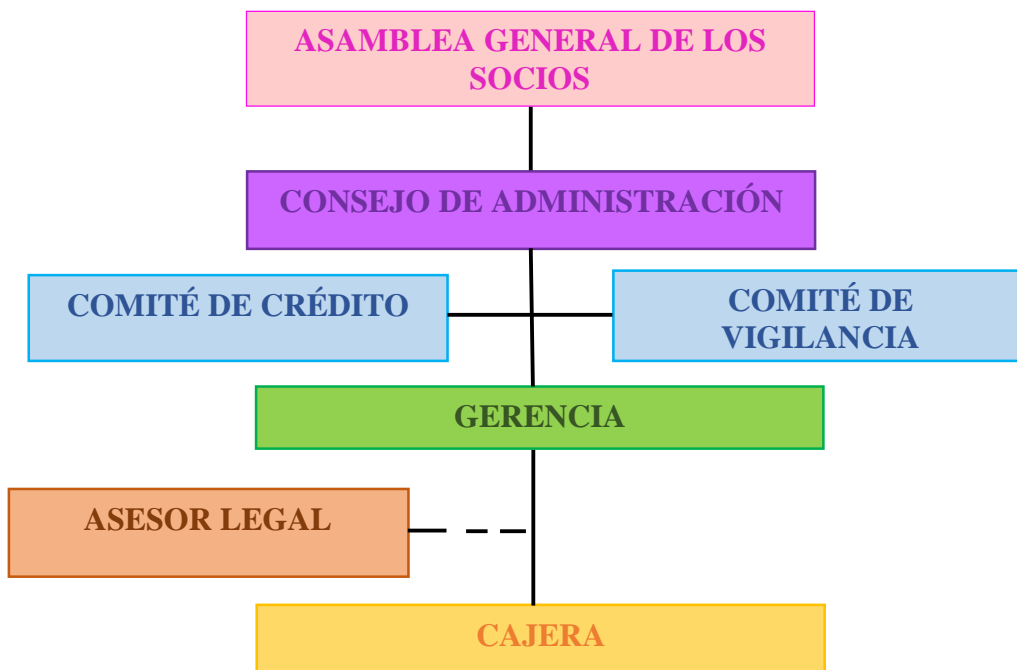 ASAMBLEA GENERAL DE LOS
SOCIOS
CONSEJO DE ADMINISTRACIÓN
COMITÉ DE CRÉDITO
COMITÉ DE
VIGILANCIA
GERENCIA
ASESOR LEGAL
CAJERA